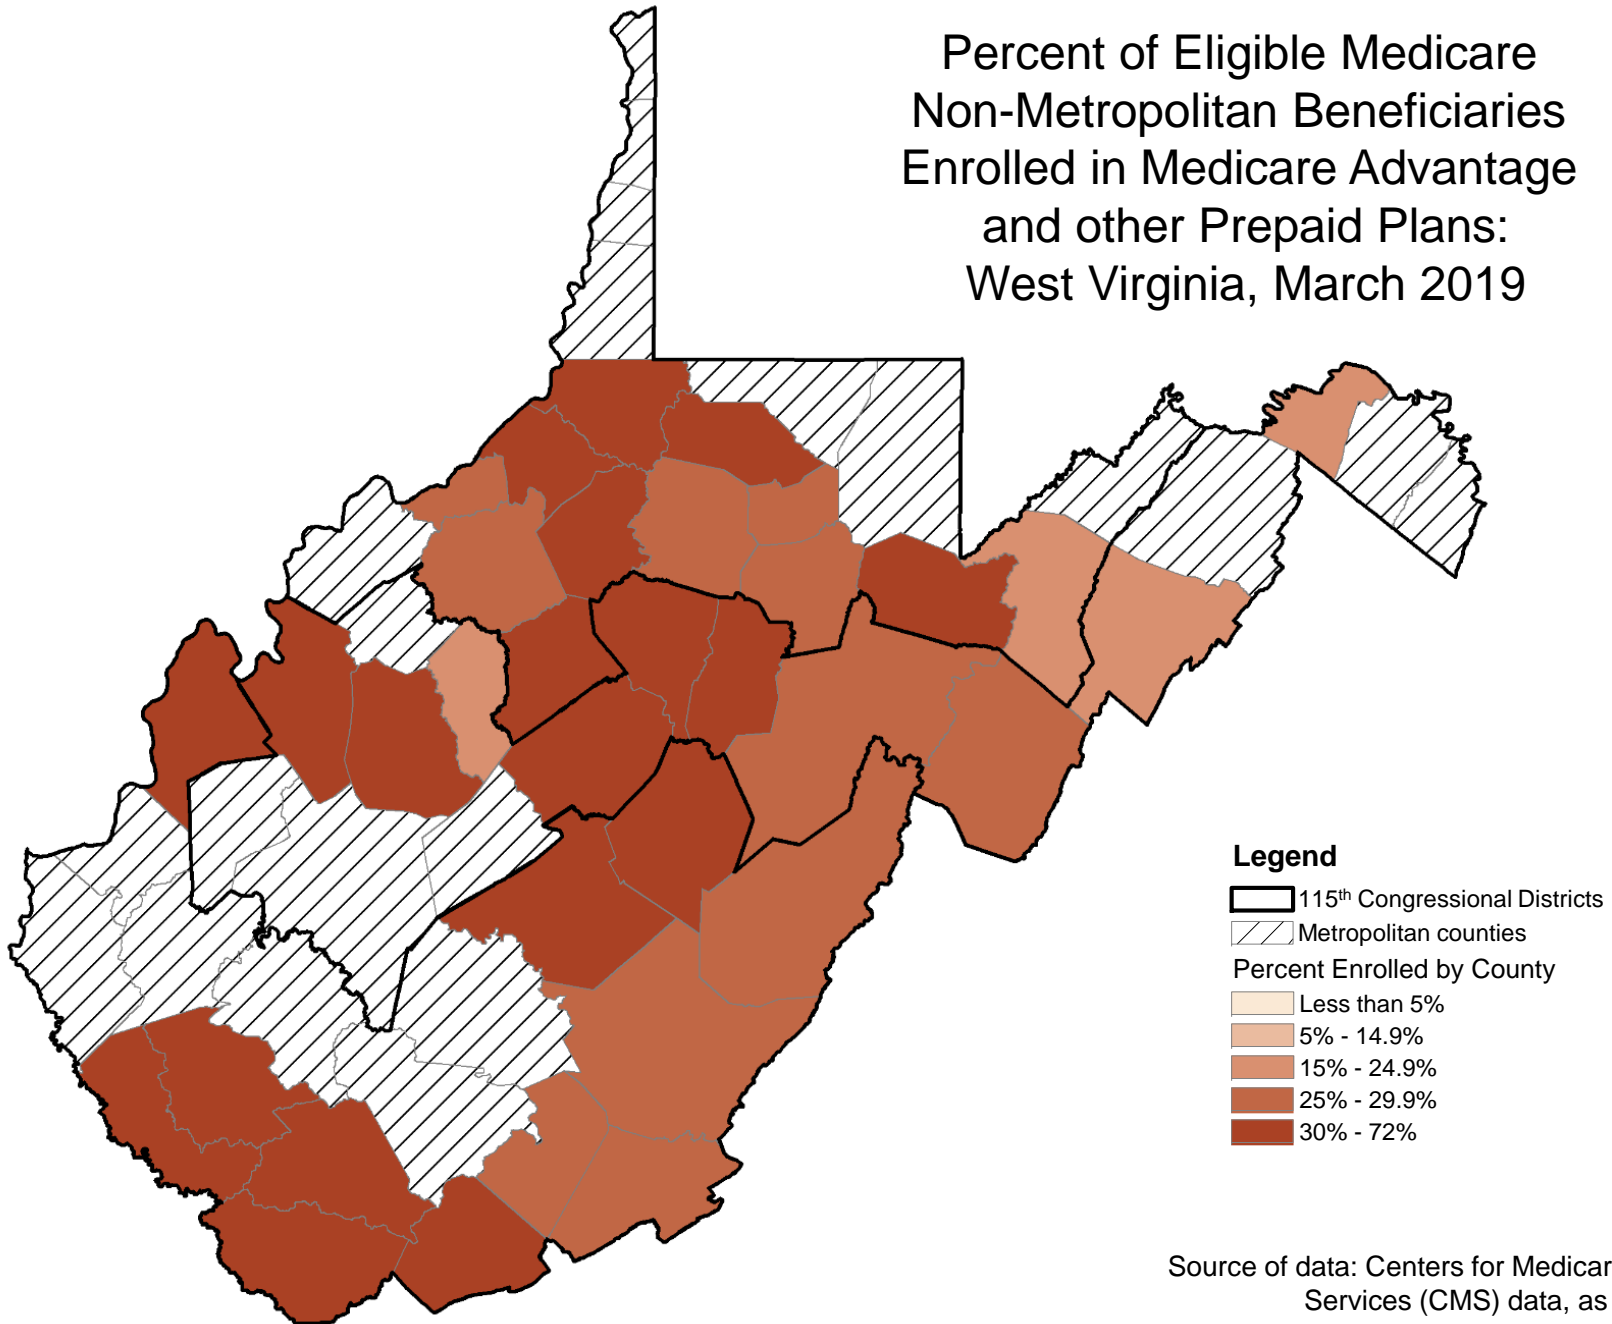 Percent of Eligible Medicare
Non-Metropolitan Beneficiaries
Enrolled in Medicare Advantage
and other Prepaid Plans:
West Virginia, March 2019
Legend
115th Congressional Districts
Metropolitan counties
Percent Enrolled by County
Less than 5%
5% - 14.9%
15% - 24.9%
25% - 29.9%
30% - 72%
Source of data: Centers for Medicar
Services (CMS) data, as